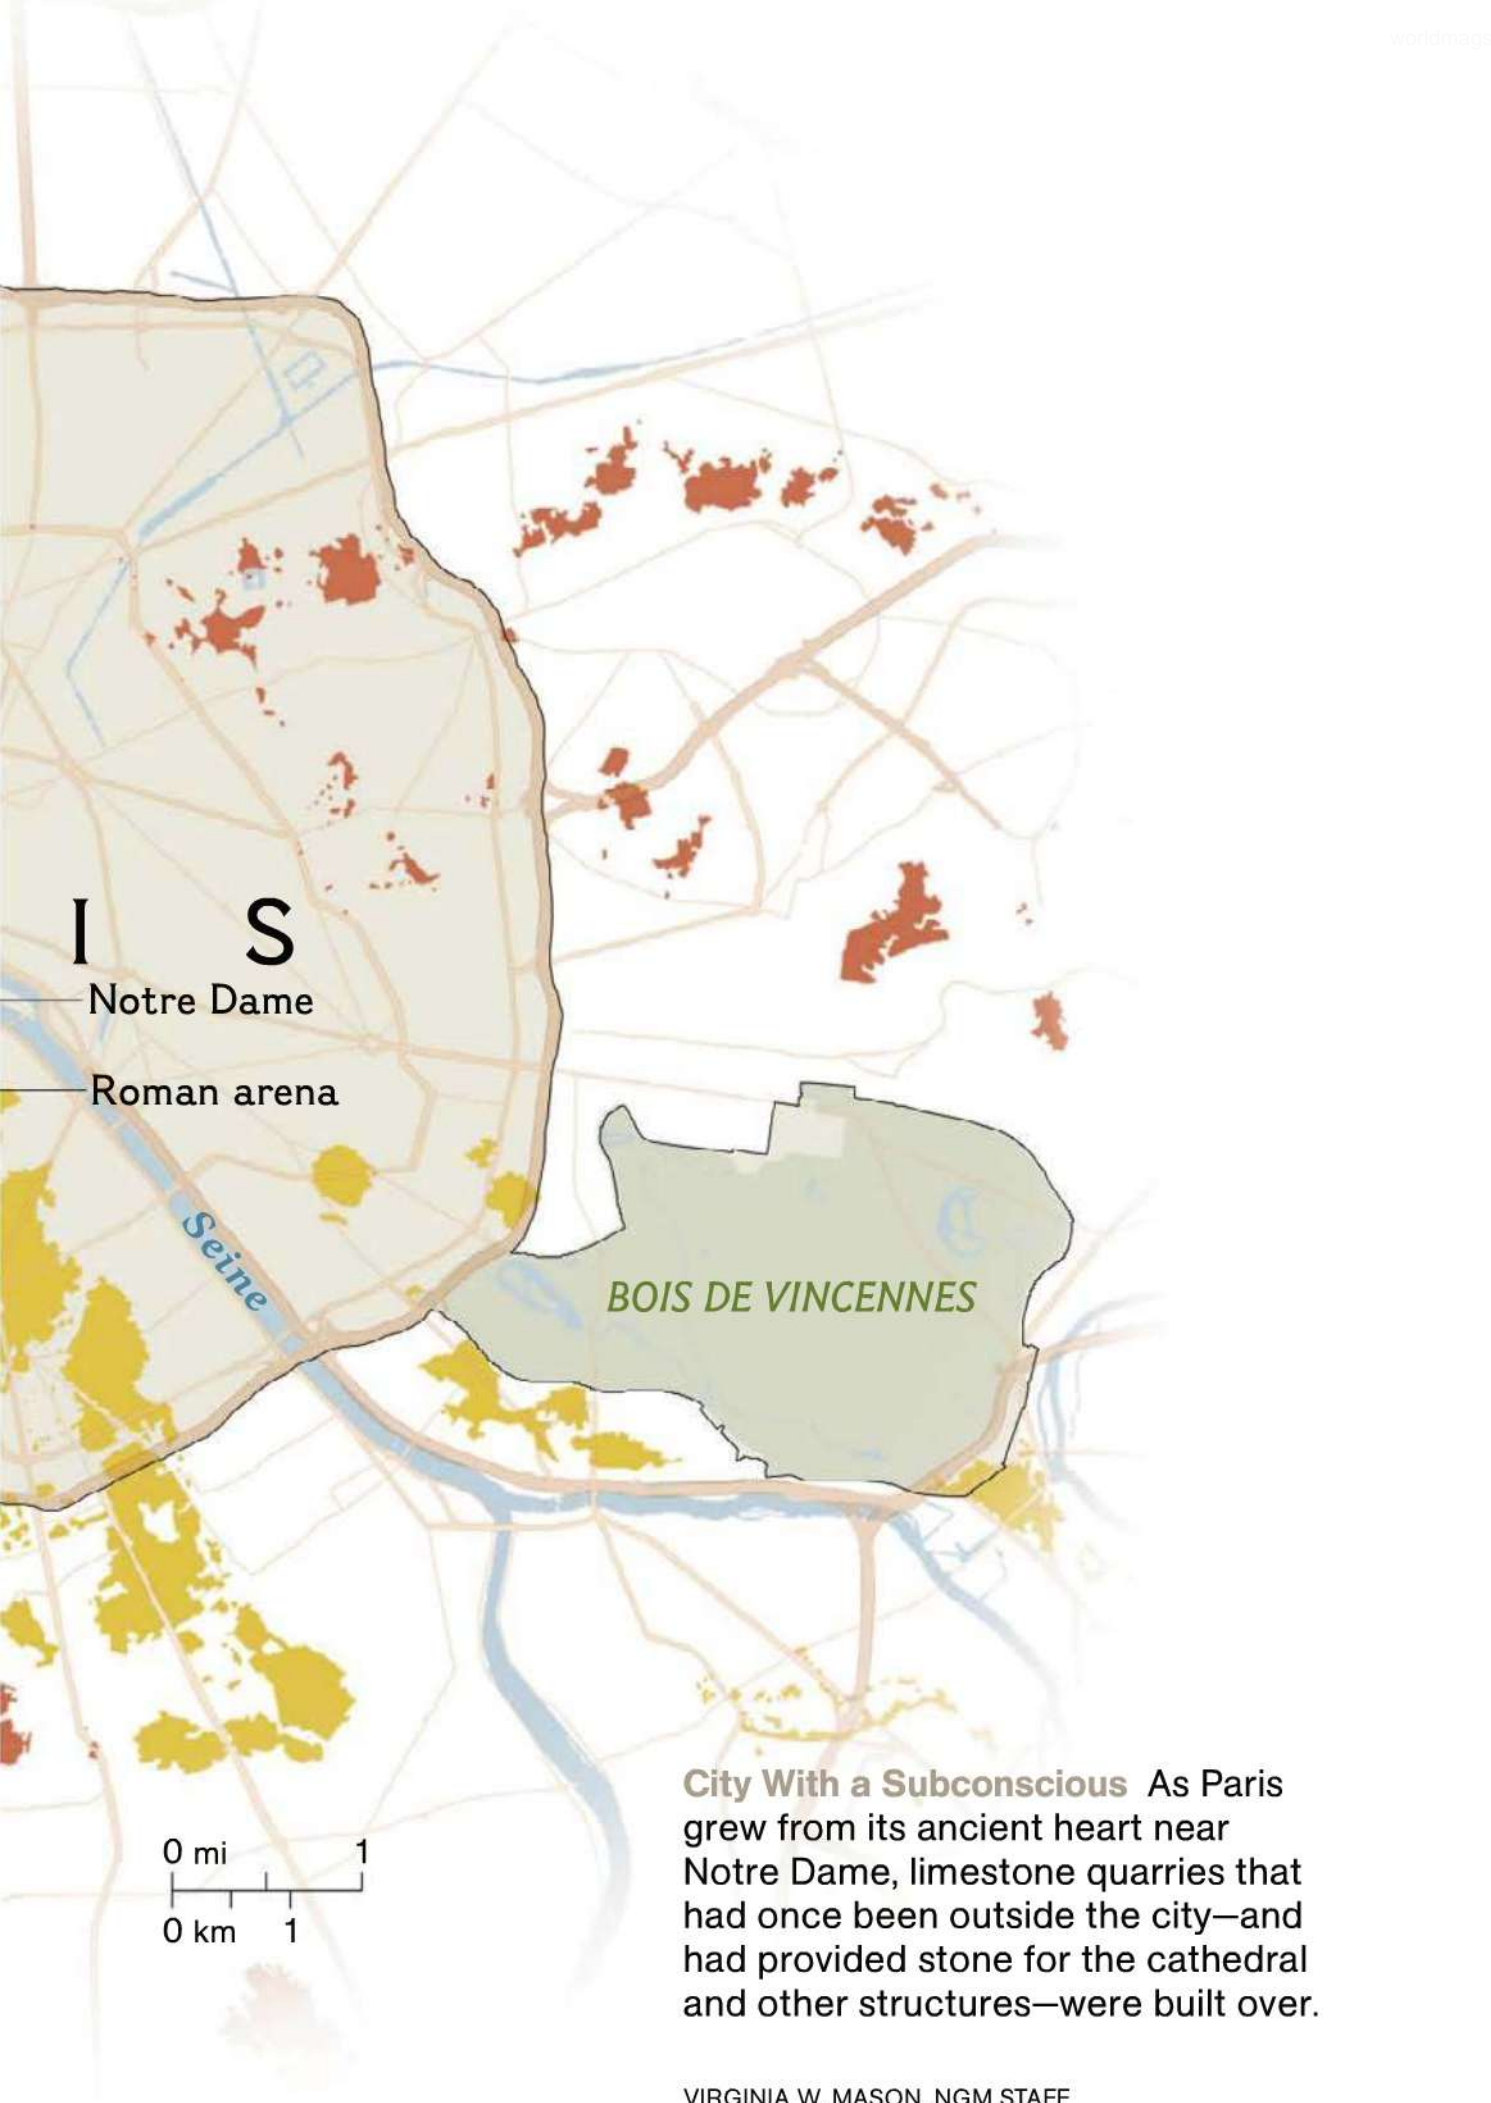 worldmags
I S
Notre Dame
Roman arena
Seine
BOIS DE VINCENNES
City With a Subconscious As Paris
grew from its ancient heart near
Notre Dame, limestone quarries that
had once been outside the city—and
had provided stone for the cathedral
and other structures—were built over.
0 mi 1
0 km 1
VIRGINIA W. MASON, NGM STAFF